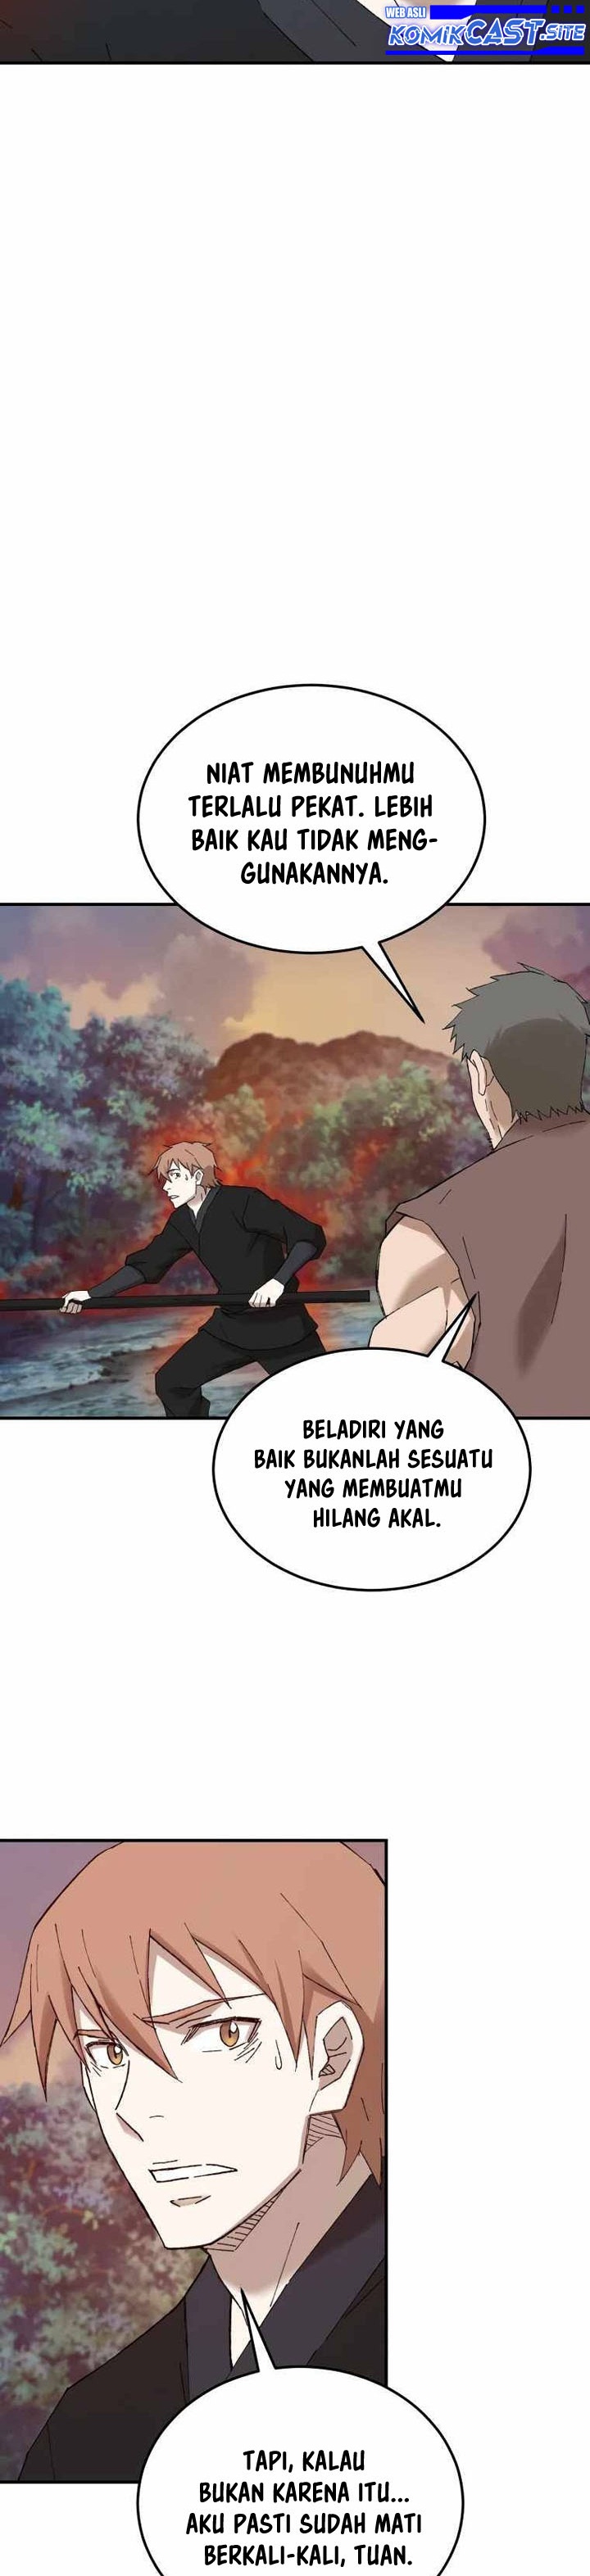 WEB ASLI
KOMIKCAST.SITE
NIAT MEMBUNUHMU
TERLALU PEKAT. LEBIH
BAIK KAU TIDAK MENG-
GUNAKANNYA.
BELADIRI YANG
BAIK BUKANLAH SESUATU
YANG MEMBUATMU
HILANG AKAL.
TAPI, KALAU
BUKAN KARENA ITU...
AKU PASTI SUDAH MATI
BERKALI-KALI, TUAN.